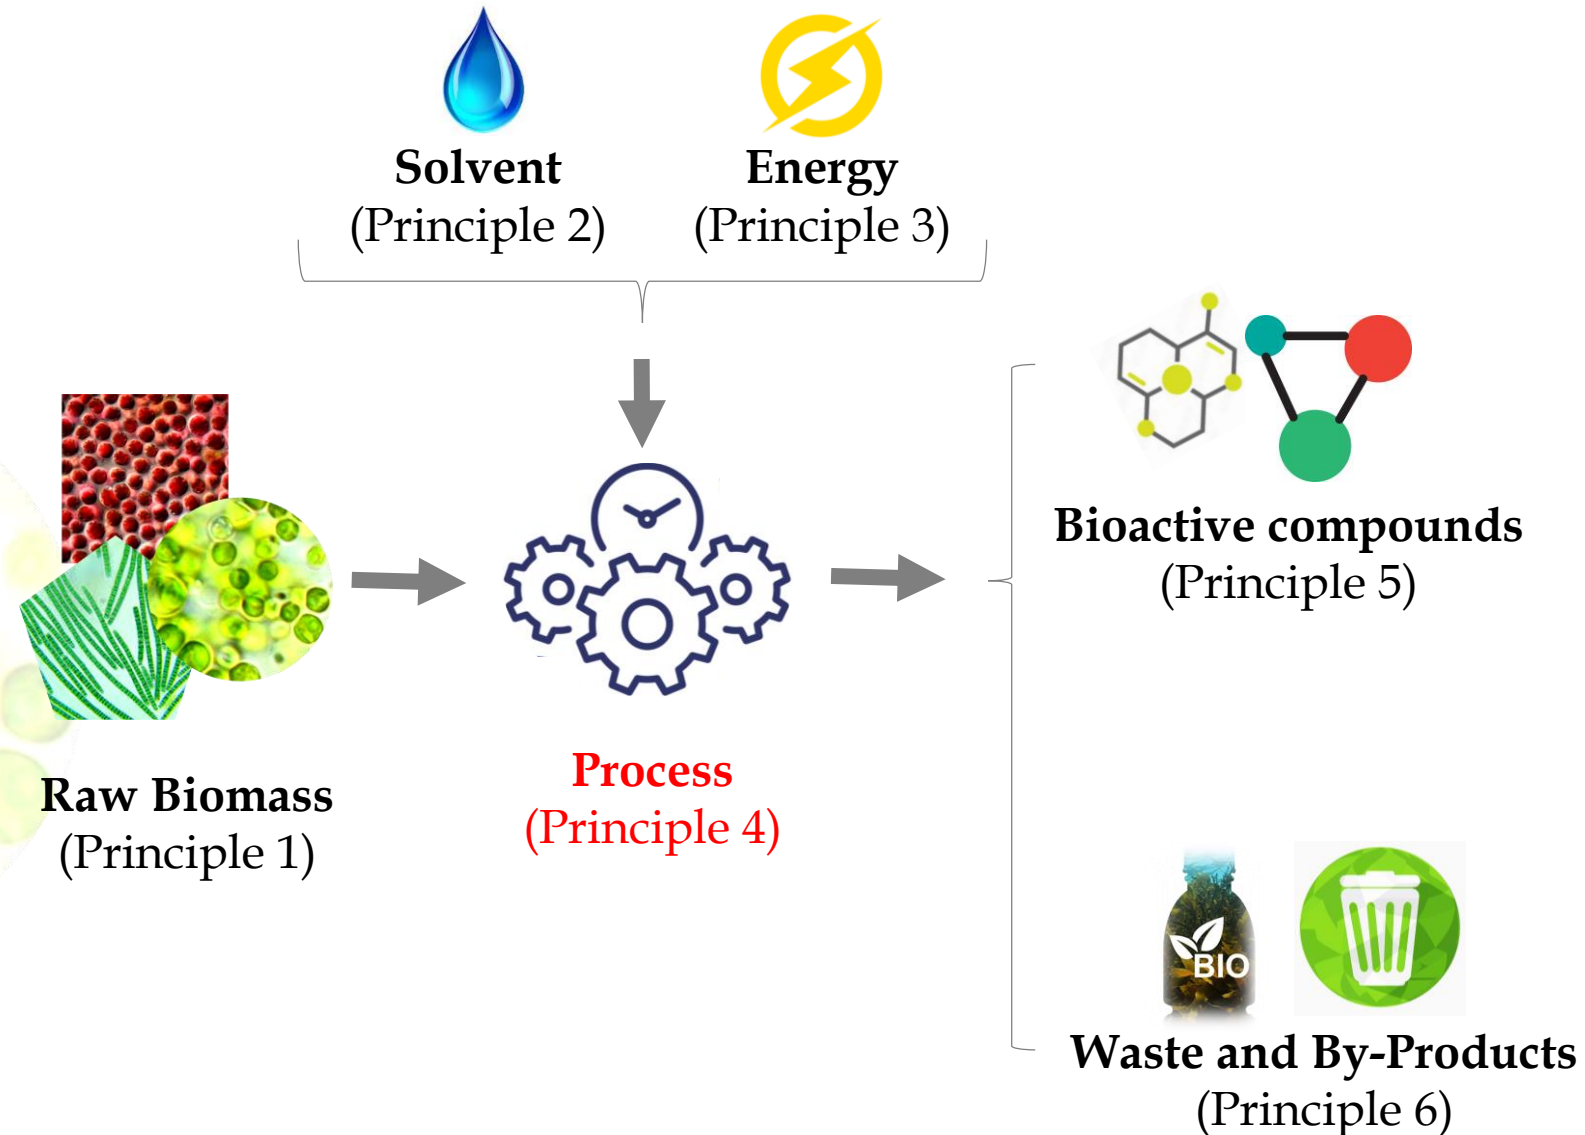 Solvent
(Principle 2)
Energy
(Principle 3)
Raw Biomass
(Principle 1)
Process
(Principle 4)
Bioactive compounds
(Principle 5)
BIO
Waste and By-Products
(Principle 6)